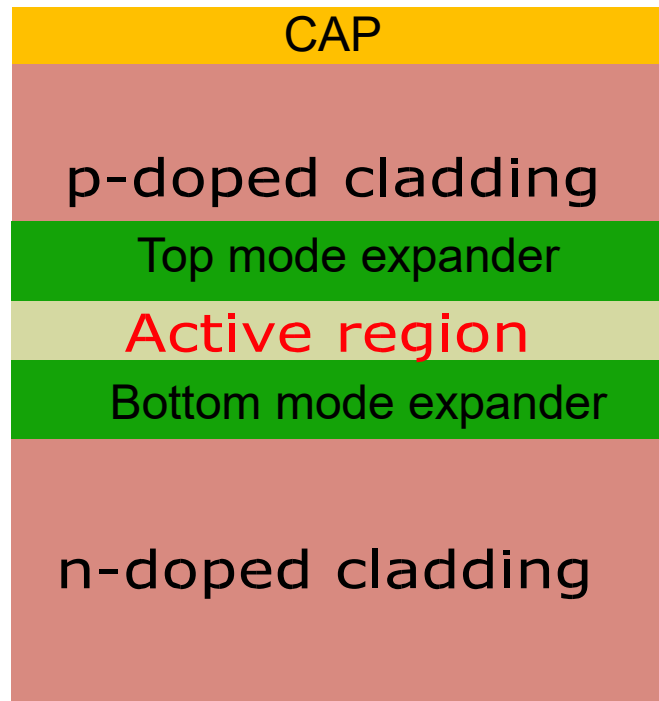 CAP
p-doped cladding
Top mode expander
Active region
Bottom mode expander
n-doped cladding